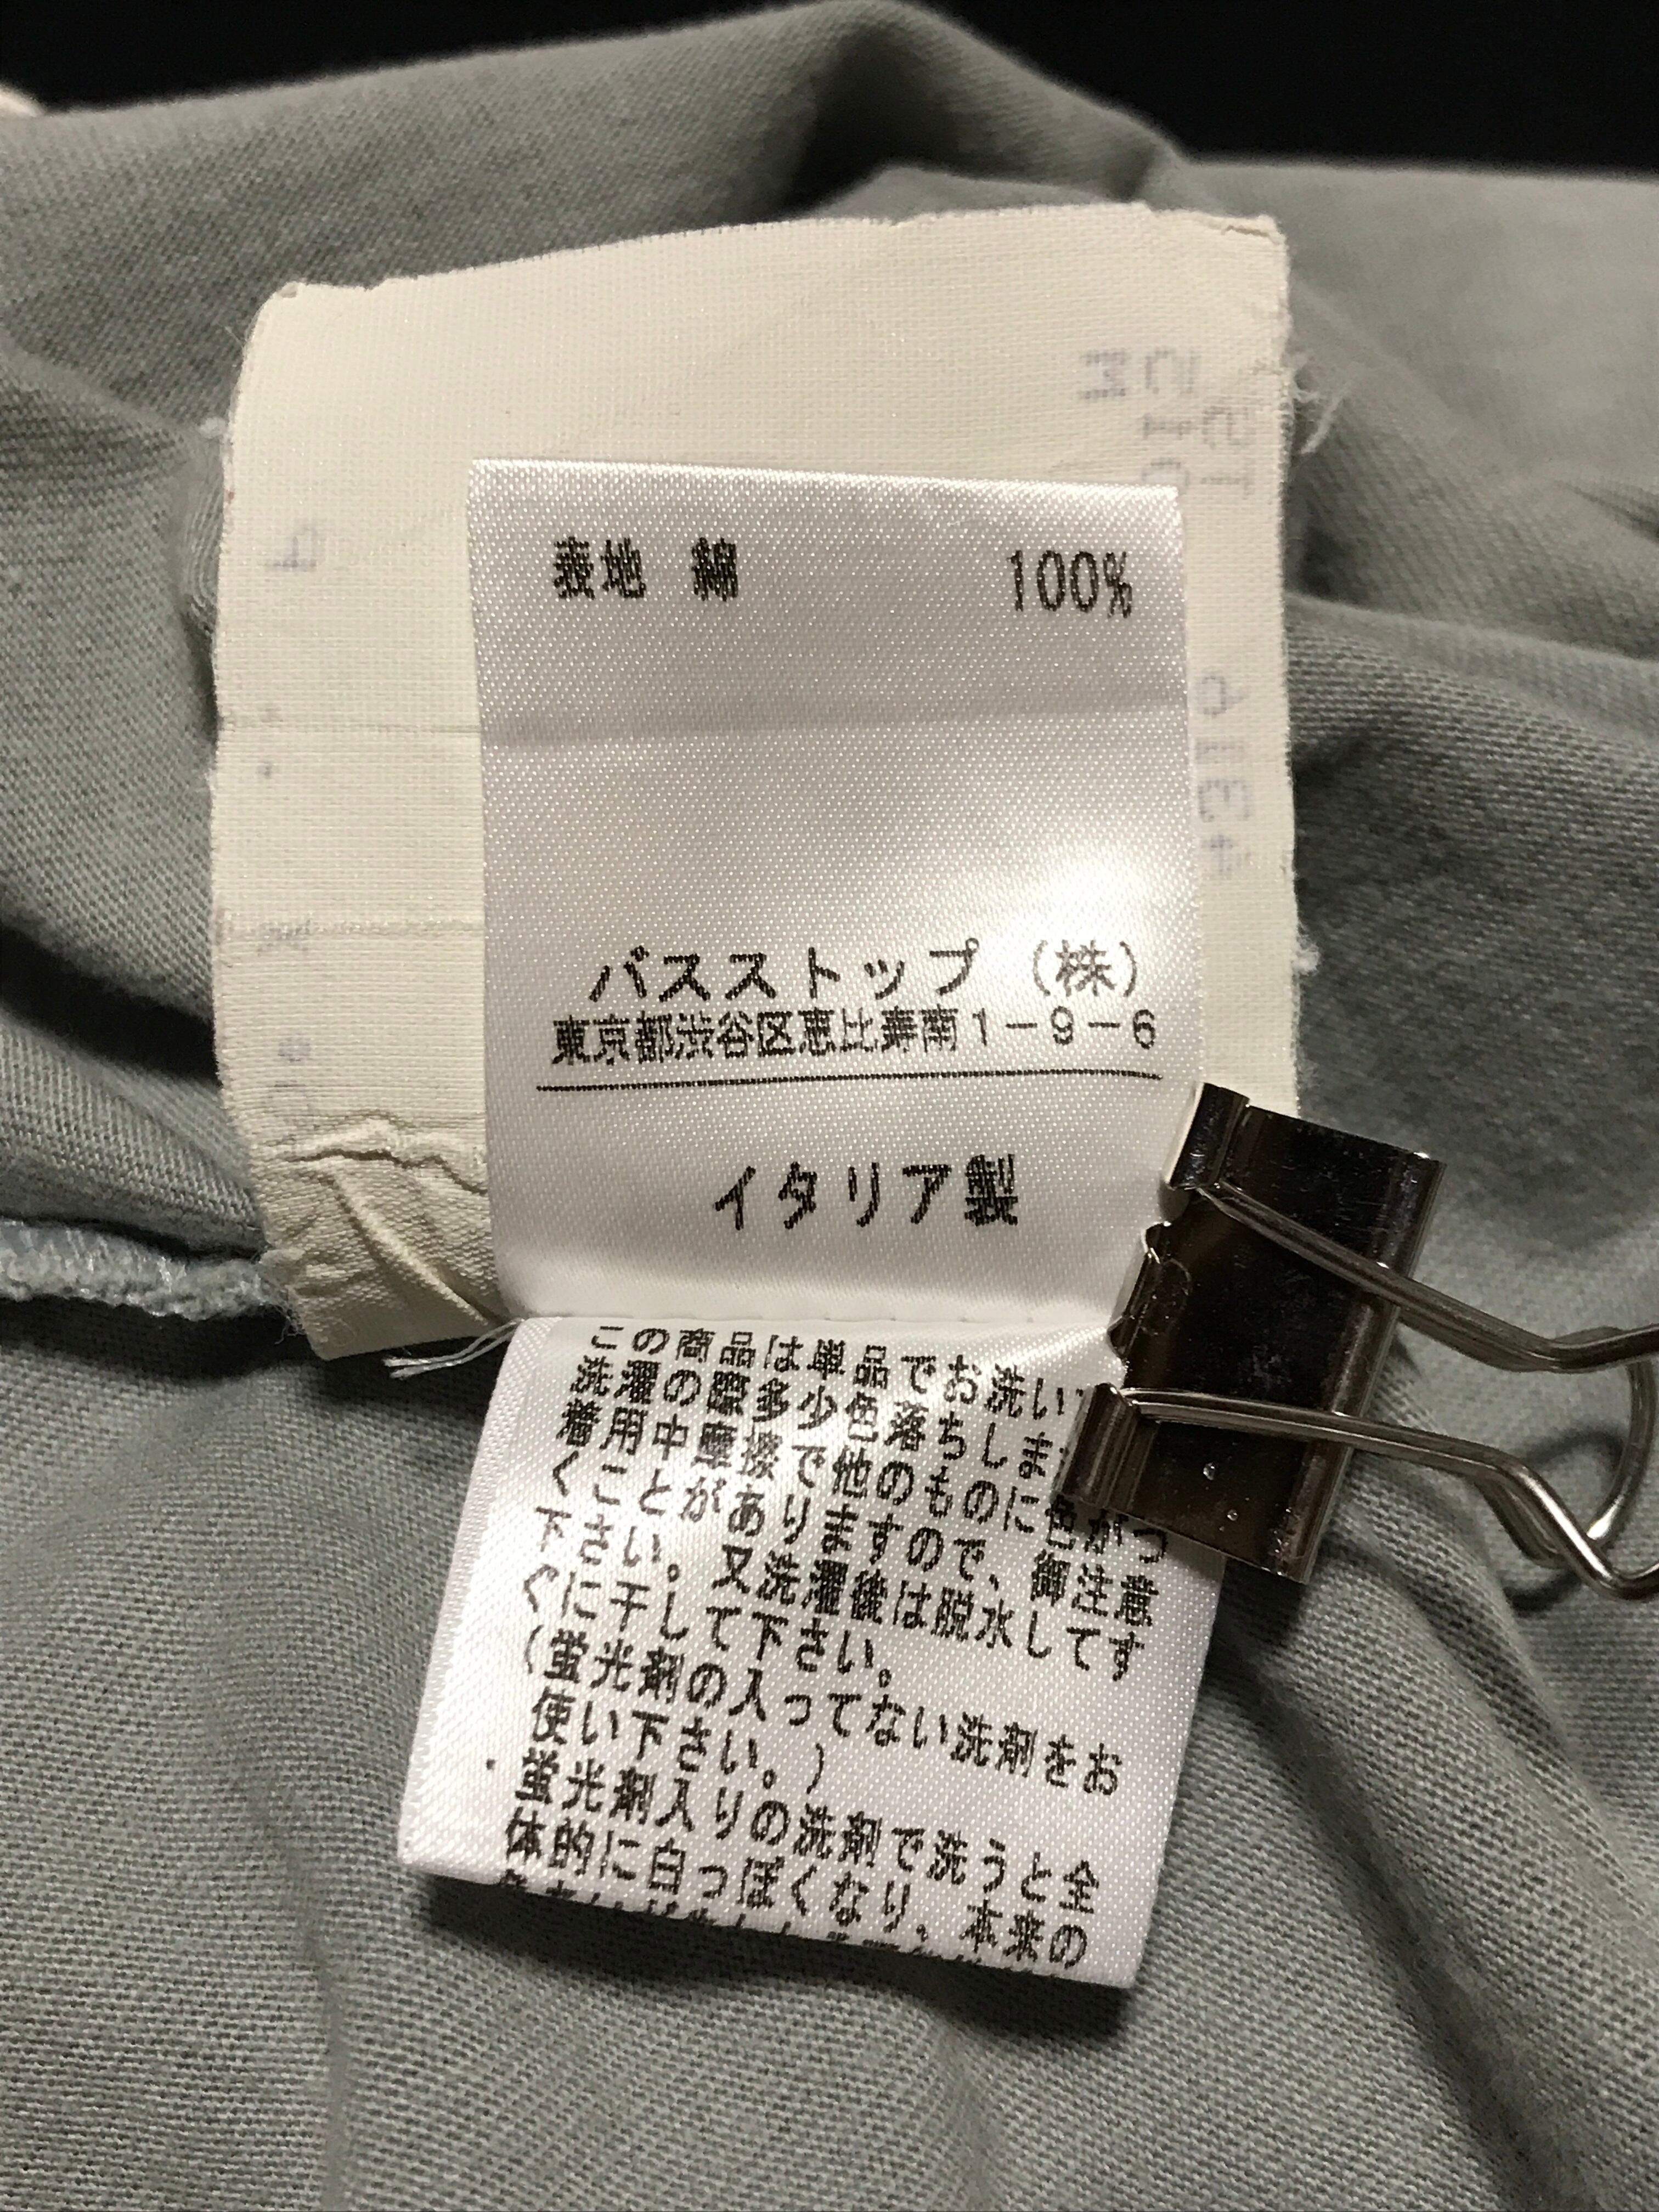 表地 綿 100%
バスストップ (株)
東京都渋谷区恵比寿南1-9-6
イタリア製
この商品は単品でお洗い
洗濯の際多少色落ちしま
着用中摩擦で他のものに色がつ
くことがありますので、御注意
下さい。又洗濯後は脱水してす
ぐに干して下さい。
(蛍光剤の入ってない洗剤をお
使い下さい。)
蛍光剤入りの洗剤で洗うと全
体的に白っぽくなり、本来の